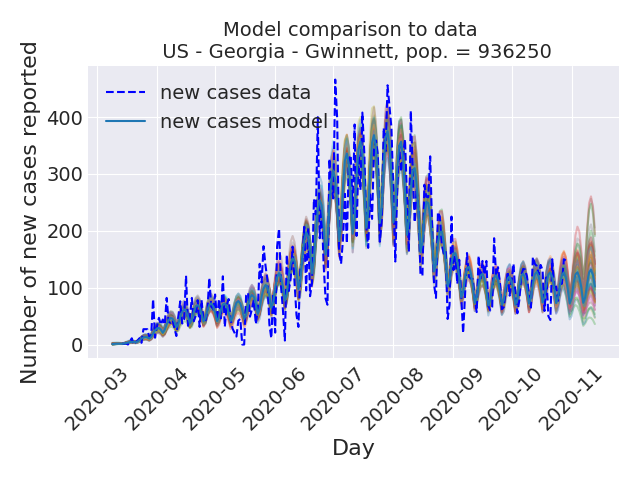 Model comparison to data
US - Georgia - Gwinnett, pop. = 936250
Number of new cases reported
400
300
200
100
0
new cases data
new cases model
2020-03
2020-04
2020-05
2020-06
2020-07
2020-08
2020-09
2020-10
2020-11
Day